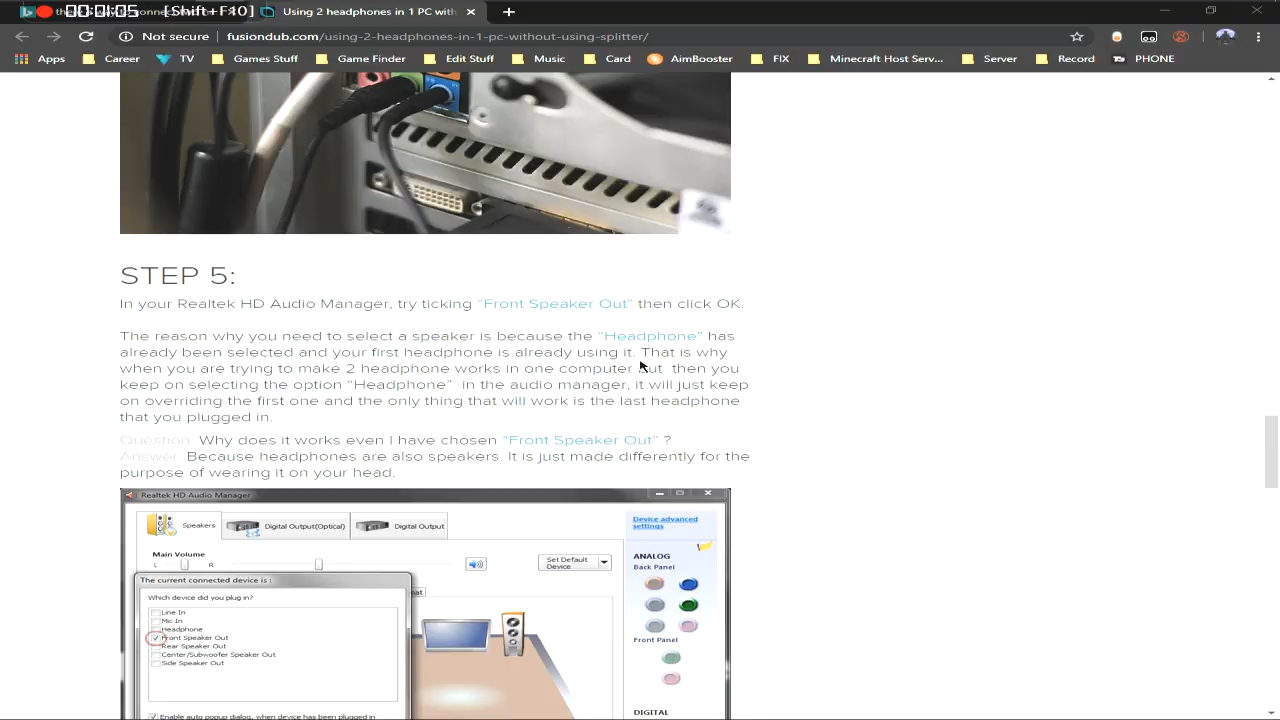 00:01:05 [Shift+F10]
Using 2 headphones in 1 PC with
Not secure | fusiondub.com/using-2-headphones-in-1-pc-without-using-splitter/
Apps Career TV Games Stuff Game Finder Edit Stuff Music Card AimBooster FIX Minecraft Host Serv... Server Record PHONE
STEP 5:
In your Realtek HD Audio Manager, try ticking “Front Speaker Out” then click OK.
The reason why you need to select a speaker is because the “Headphone” has
already been selected and your first headphone is already using it. That is why
when you are trying to make 2 headphone works in one computer but then you
keep on selecting the option “Headphone” in the audio manager, it will just keep
on overriding the first one and the only thing that will work is the last headphone
that you plugged in.
Question: Why does it works even I have chosen “Front Speaker Out” ?
Answer: Because headphones are also speakers. It is just made differently for the
purpose of wearing it on your head.
Realtek HD Audio Manager
Speakers Digital Output(Optical) Digital Output
Device advanced
settings
Main Volume
L R
Set Default
Device
ANALOG
Back Panel
The current connected device is :
Which device did you plug in?
Line In
Mic In
Headphone
Front Speaker Out
Rear Speaker Out
Center/Subwoofer Speaker Out
Side Speaker Out
Front Panel
DIGITAL
Enable auto popup dialog, when device has been plugged in